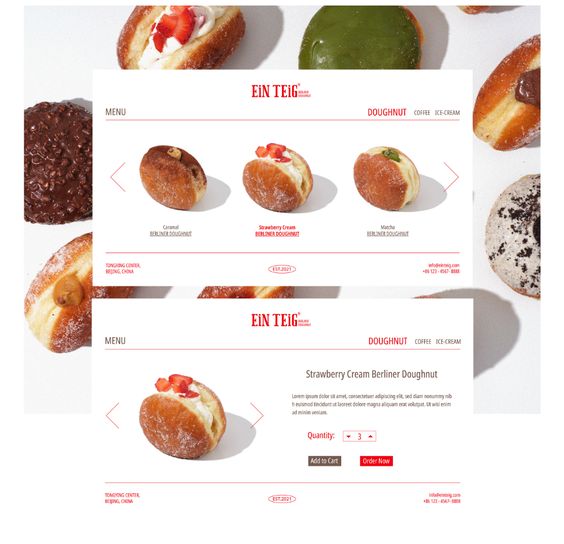 EiN TEiG
BERLINER
DOUGHNUT
MENU
DOUGHNUT COFFEE ICE-CREAM
Caramal
BERLINER DOUGHNUT
Strawberry Cream
BERLINER DOUGHNUT
Matcha
BERLINER DOUGHNUT
TONGYING CENTER,
BEIJING, CHINA
EST.2021
info@einteig.com
+86 123 - 4567- 8888
EiN TEiG
BERLINER
DOUGHNUT
MENU
DOUGHNUT COFFEE ICE-CREAM
Strawberry Cream Berliner Doughnut
Lorem ipsum dolor sit amet, consectetuer adipiscing elit, sed diam nonummy nib
h euismod tincidunt ut laoreet dolore magna aliquam erat volutpat. Ut wisi enim
ad minim veniam.
Quantity: 3
Add to Cart Order Now
TONGYING CENTER,
BEIJING, CHINA
EST.2021
info@einteig.com
+86 123 - 4567- 8888